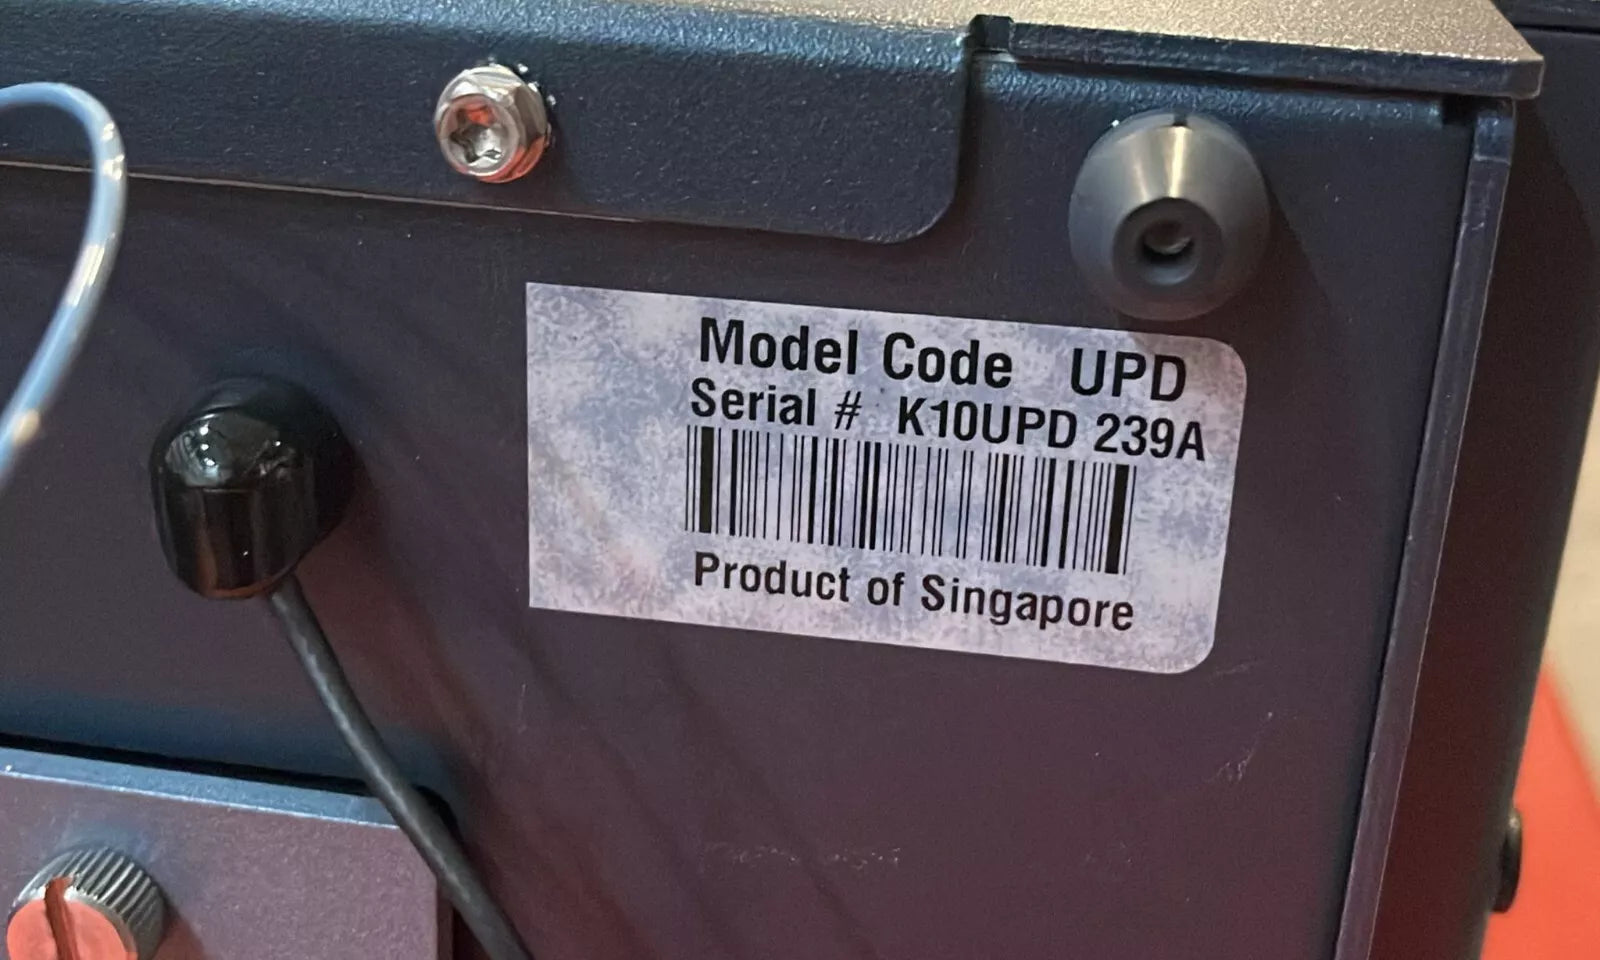 Model Code UPD
Serial # K10UPD 239A
Product of Singapore